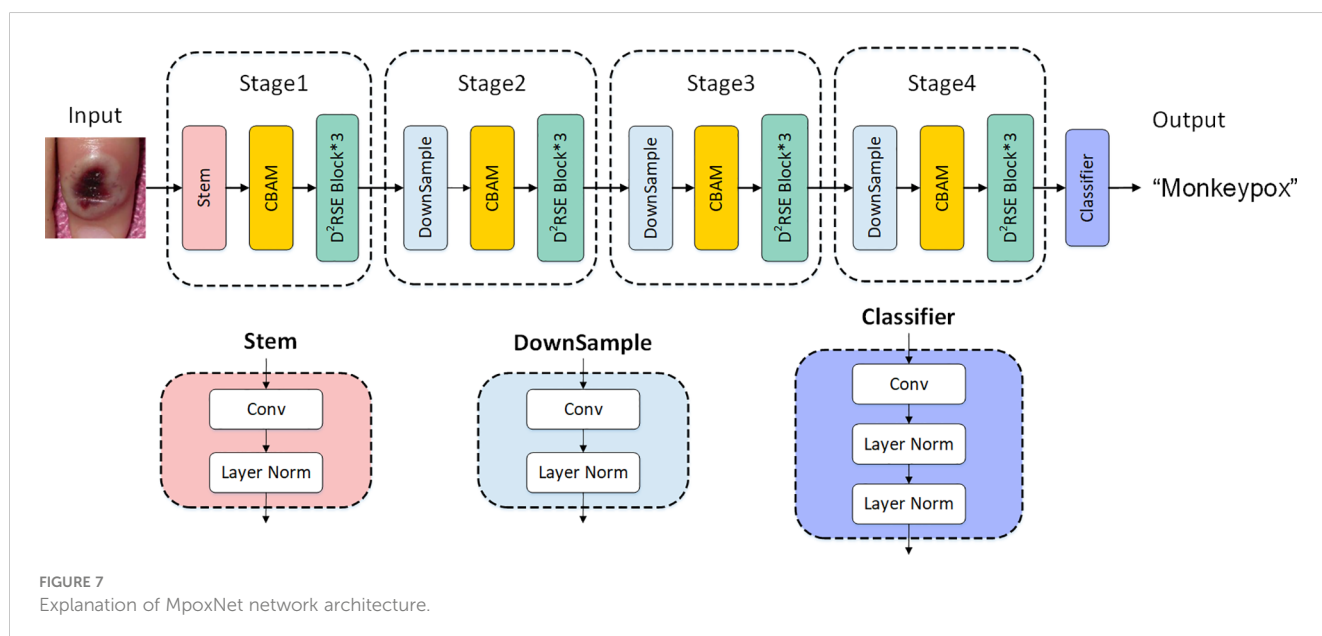 Stage1
Stage2
Stage3
Stage4
Input
Output
Stem
CBAM
D²RSE Block*3
DownSample
CBAM
D²RSE Block*3
DownSample
CBAM
D²RSE Block*3
DownSample
CBAM
D²RSE Block*3
Classifier
“Monkeypox”
Stem
Conv
Layer Norm
DownSample
Conv
Layer Norm
Classifier
Conv
Layer Norm
Layer Norm
FIGURE 7
Explanation of MpoxNet network architecture.